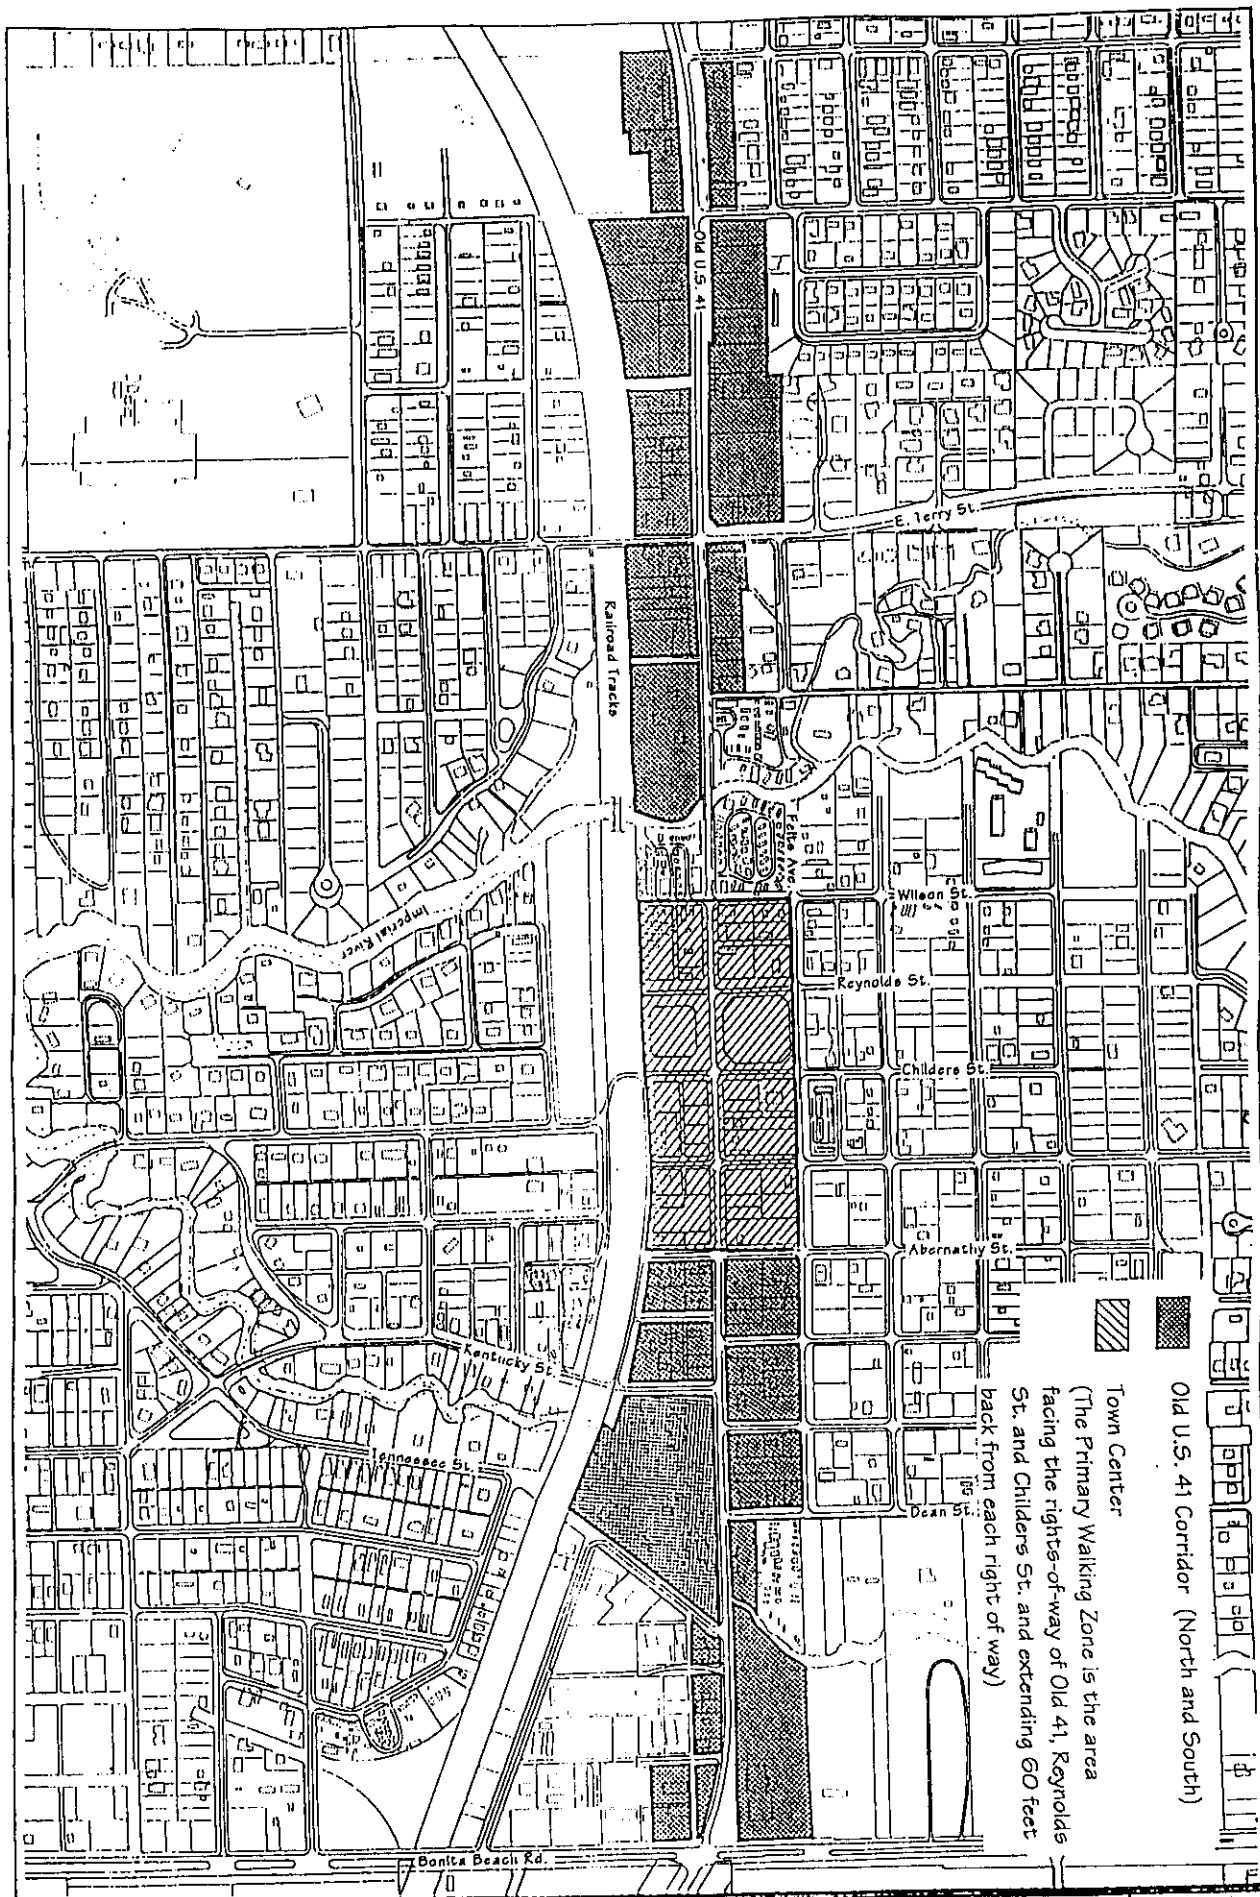 Old U.S. 41
E. Terry St.
Railroad Tracks
Felts Ave
Wilson St.
Imperial River
Reynolds St.
Childers St.
Abernathy St.
Kentucky St.
Tennessee St.
Dean St.
Bonita Beach Rd.
Old U.S. 41 Corridor (North and South)
Town Center
(The Primary Walking Zone is the area
facing the rights-of-way of Old 41, Reynolds
St. and Childers St. and extending 60 feet
back from each right of way)